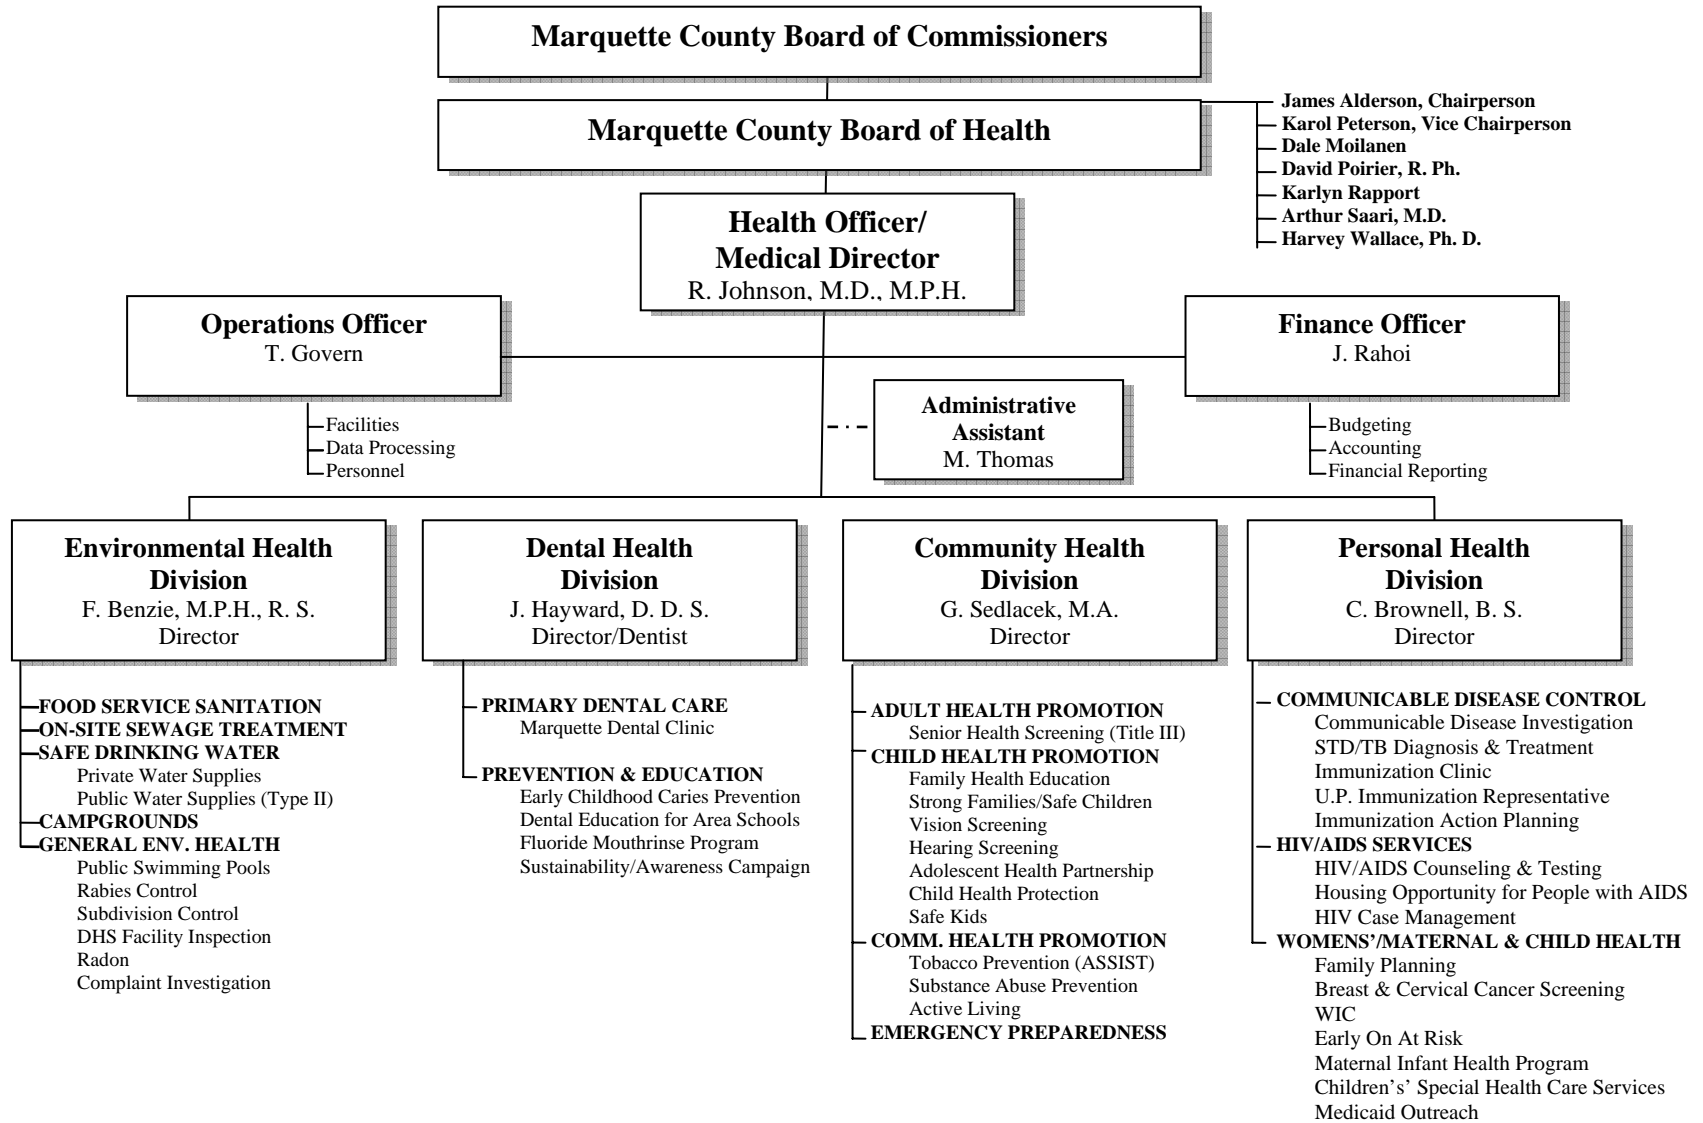 Marquette County Board of Commissioners
Marquette County Board of Health
James Alderson, Chairperson
Karol Peterson, Vice Chairperson
Dale Moilanen
David Poirier, R. Ph.
Karlyn Rapport
Arthur Saari, M.D.
Harvey Wallace, Ph. D.
Health Officer/
Medical Director
R. Johnson, M.D., M.P.H.
Operations Officer
T. Govern
Facilities
Data Processing
Personnel
Finance Officer
J. Rahoi
Budgeting
Accounting
Financial Reporting
Administrative
Assistant
M. Thomas
Environmental Health
Division
F. Benzie, M.P.H., R. S.
Director
FOOD SERVICE SANITATION
ON-SITE SEWAGE TREATMENT
SAFE DRINKING WATER
Private Water Supplies
Public Water Supplies (Type II)
CAMPGROUNDS
GENERAL ENV. HEALTH
Public Swimming Pools
Rabies Control
Subdivision Control
DHS Facility Inspection
Radon
Complaint Investigation
Dental Health
Division
J. Hayward, D. D. S.
Director/Dentist
PRIMARY DENTAL CARE
Marquette Dental Clinic
PREVENTION & EDUCATION
Early Childhood Caries Prevention
Dental Education for Area Schools
Fluoride Mouthrinse Program
Sustainability/Awareness Campaign
Community Health
Division
G. Sedlacek, M.A.
Director
ADULT HEALTH PROMOTION
Senior Health Screening (Title III)
CHILD HEALTH PROMOTION
Family Health Education
Strong Families/Safe Children
Vision Screening
Hearing Screening
Adolescent Health Partnership
Child Health Protection
Safe Kids
COMM. HEALTH PROMOTION
Tobacco Prevention (ASSIST)
Substance Abuse Prevention
Active Living
EMERGENCY PREPAREDNESS
Personal Health
Division
C. Brownell, B. S.
Director
COMMUNICABLE DISEASE CONTROL
Communicable Disease Investigation
STD/TB Diagnosis & Treatment
Immunization Clinic
U.P. Immunization Representative
Immunization Action Planning
HIV/AIDS SERVICES
HIV/AIDS Counseling & Testing
Housing Opportunity for People with AIDS
HIV Case Management
WOMENS'/MATERNAL & CHILD HEALTH
Family Planning
Breast & Cervical Cancer Screening
WIC
Early On At Risk
Maternal Infant Health Program
Children's' Special Health Care Services
Medicaid Outreach